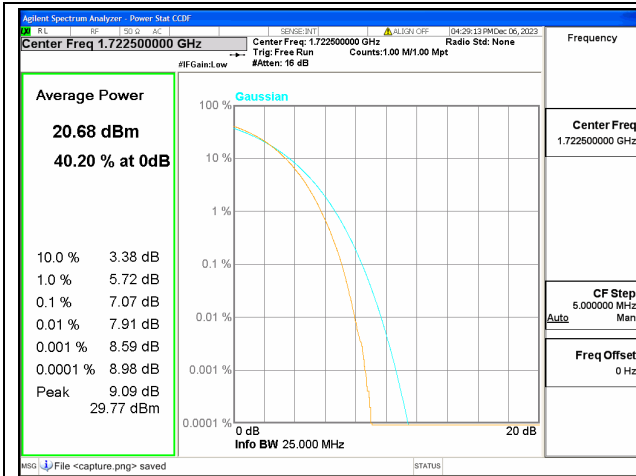 Agilent Spectrum Analyzer - Power Stat CCDF
RL RF 50 Ω AC SENSE:INT ALIGN OFF 04:29:13 PM Dec 06, 2023
Center Freq 1.722500000 GHz
Center Freq: 1.722500000 GHz Radio Std: None
Trig: Free Run Counts:1.00 M/1.00 Mpt
#IFGain:Low #Atten: 16 dB
Average Power
20.68 dBm
40.20 % at 0dB
10.0 % 3.38 dB
1.0 % 5.72 dB
0.1 % 7.07 dB
0.01 % 7.91 dB
0.001 % 8.59 dB
0.0001 % 8.98 dB
Peak 9.09 dB
29.77 dBm
Gaussian
100 %
10 %
1 %
0.1 %
0.01 %
0.001 %
0.0001 %
0 dB 20 dB
Info BW 25.000 MHz
Frequency
Center Freq
1.722500000 GHz
CF Step
5.000000 MHz
Auto Man
Freq Offset
0 Hz
MSG File <capture.png> saved STATUS